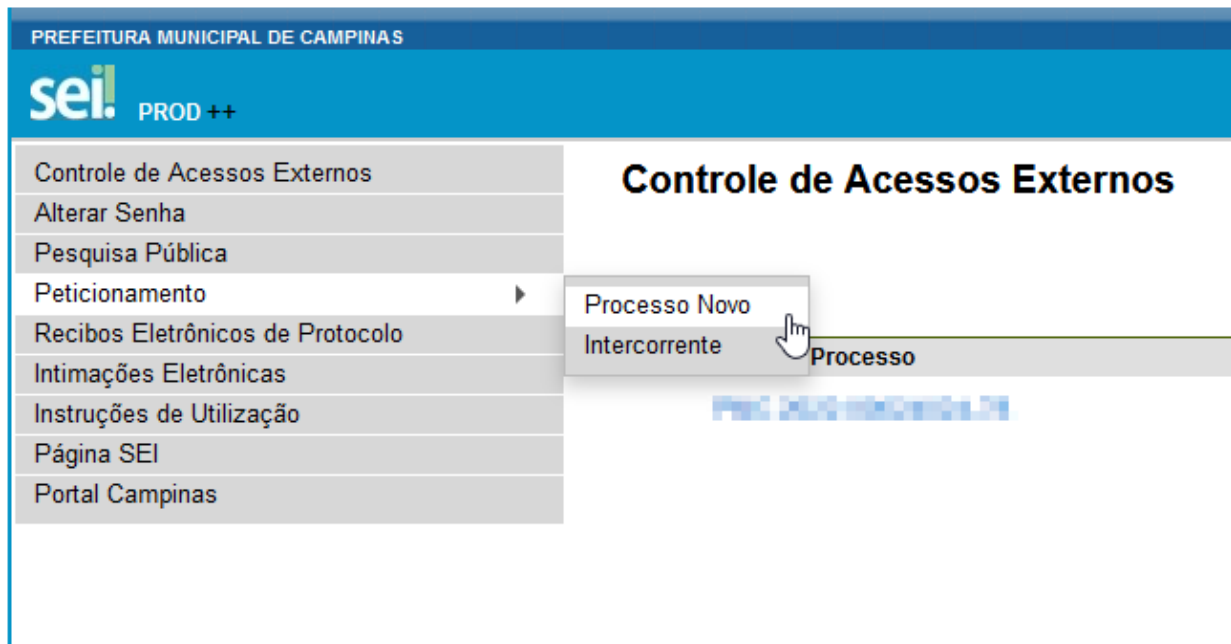 PREFEITURA MUNICIPAL DE CAMPINAS
sei! PROD ++
Controle de Acessos Externos
Alterar Senha
Pesquisa Pública
Peticionamento
Recibos Eletrônicos de Protocolo
Intimações Eletrônicas
Instruções de Utilização
Página SEI
Portal Campinas
Processo Novo
Intercorrente
Controle de Acessos Externos
Processo